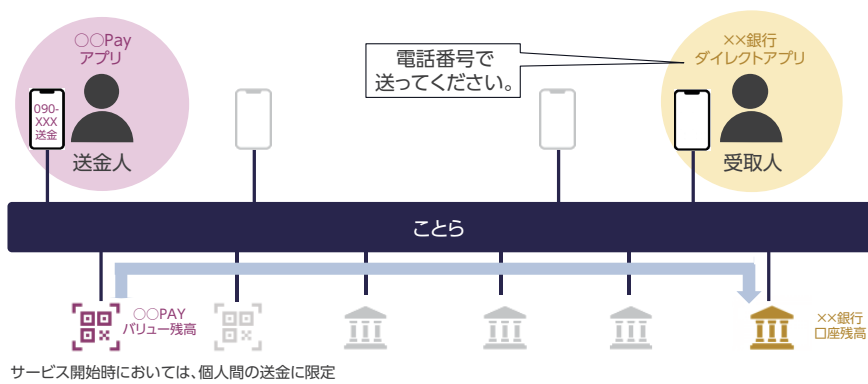 ○○Pay
アプリ
090-
XXX
送金
送金人
電話番号で
送ってください。
××銀行
ダイレクトアプリ
受取人
ことら
○○PAY
バリュー残高
××銀行
口座残高
サービス開始時においては、個人間の送金に限定